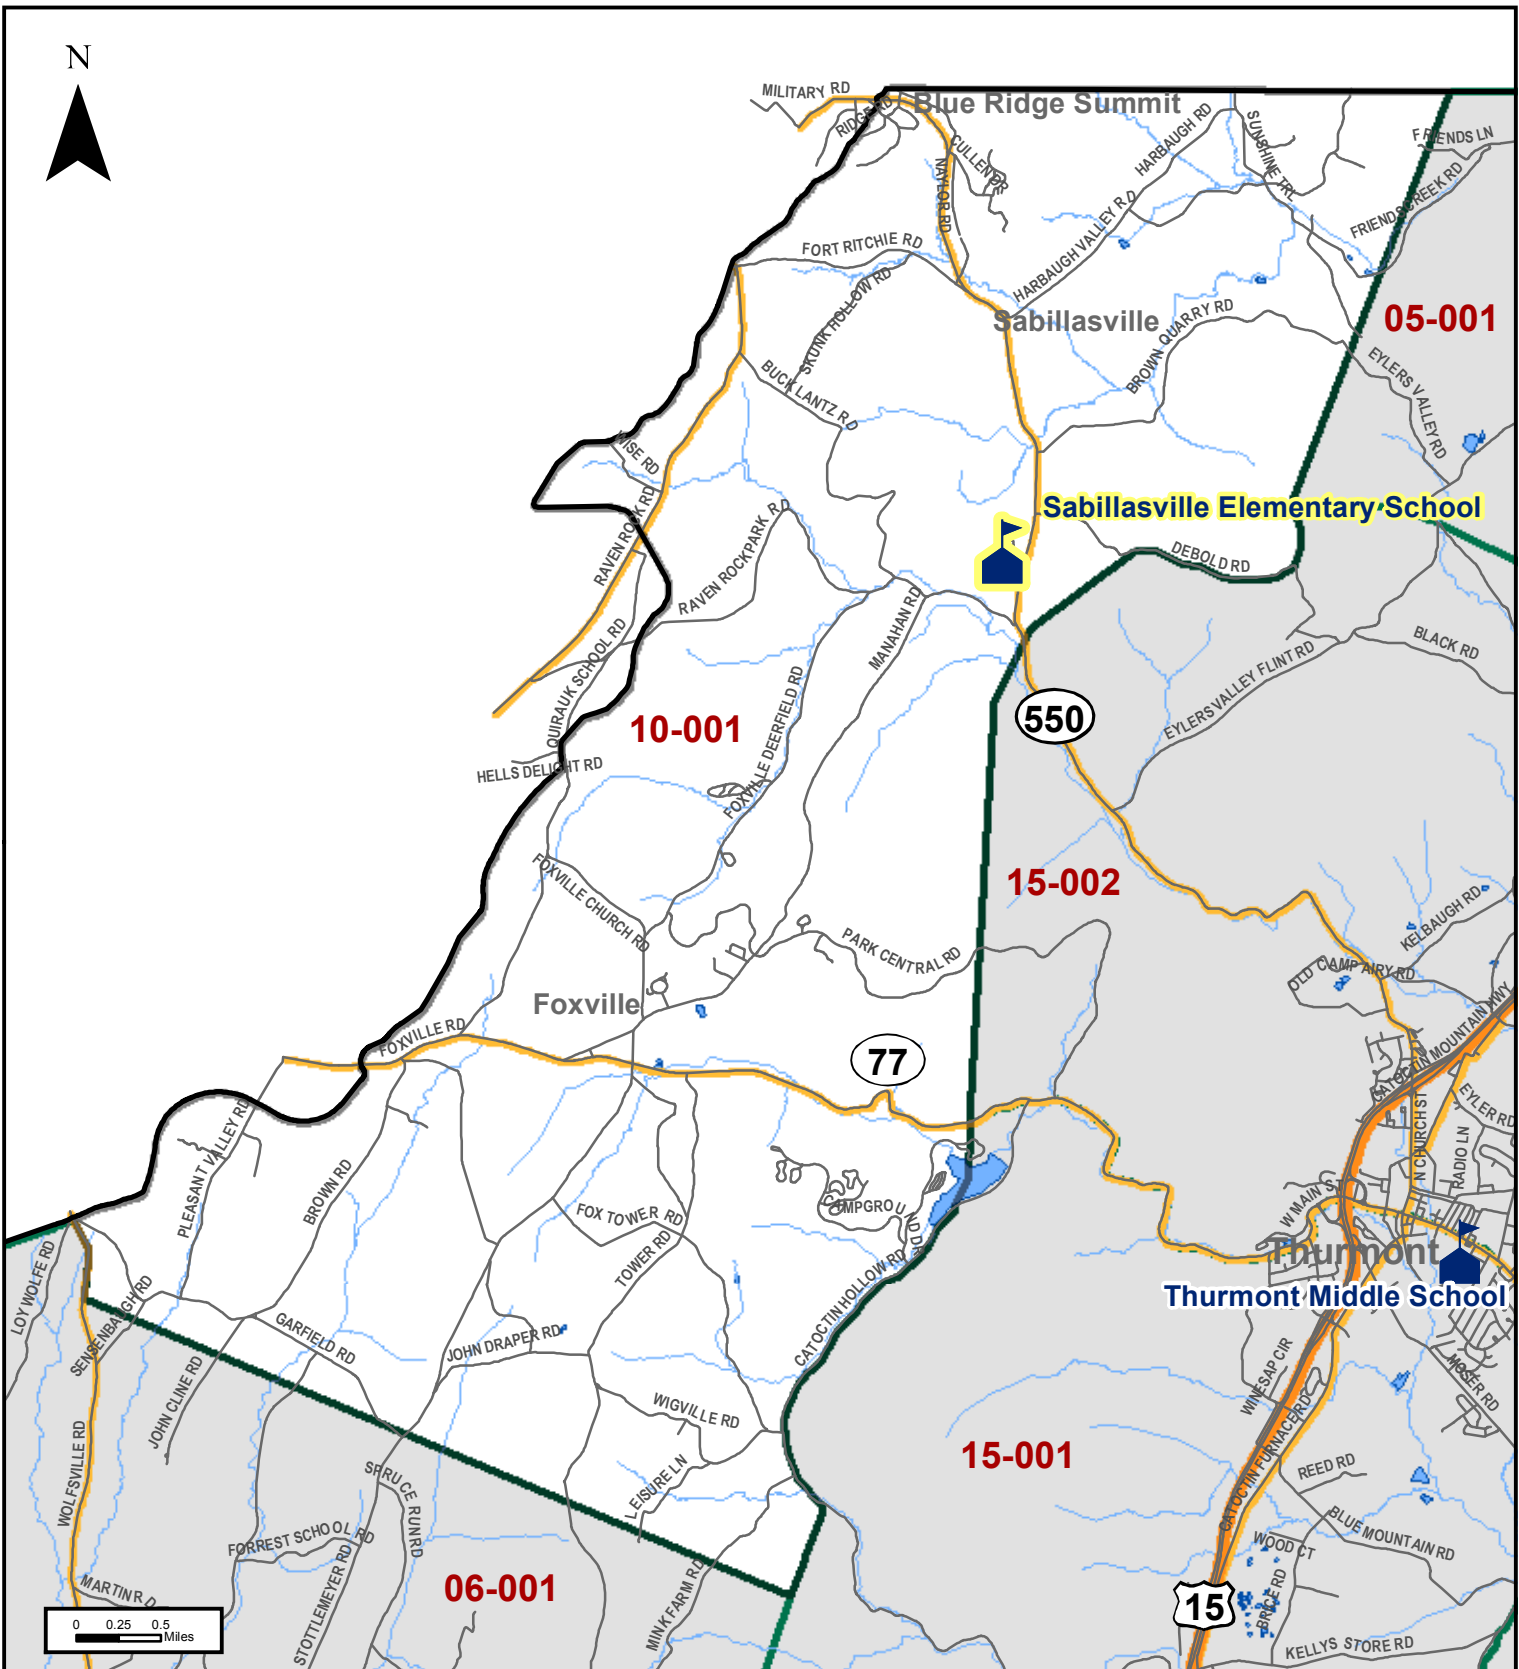 N
MILITARY RD
RIDGE RD
Blue Ridge Summit
CULLEN DR
NAYLOR RD
HARBAUGH RD
SUNSHINE TRL
FRIENDS LN
FRIENDS CREEK RD
FORT RITCHIE RD
HARBAUGH VALLEY RD
SKUNK HOLLOW RD
Sabillasville
BROWN QUARRY RD
05-001
EYLERS VALLEY RD
BUCK LANTZ RD
WISE RD
RAVEN ROCK RD
RAVEN ROCKPARK RD
Sabillasville Elementary School
DEBOLD RD
MANAHAN RD
QUIRAUK SCHOOL RD
BLACK RD
EYLERS VALLEY FLINT RD
FOXVILLE DEERFIELD RD
10-001
550
HELLS DELIGHT RD
FOXVILLE CHURCH RD
15-002
KELBAUGH RD
PARK CENTRAL RD
OLD CAMP AIRY RD
Foxville
FOXVILLE RD
77
CATOCTIN MOUNTAIN HWY
EYLER RD
N CHURCH ST
RADIO LN
PLEASANT VALLEY RD
BROWN RD
FOX TOWER RD
TOWER RD
CAMPGROUND DR
W MAIN ST
Thurmont
Thurmont Middle School
LOY WOLFE RD
SENSENBAUGH RD
GARFIELD RD
JOHN DRAPER RD
CATOCTIN HOLLOW RD
JOHN CLINE RD
WINESAP CIR
MOSER RD
WIGVILLE RD
WOLFSVILLE RD
15-001
CATOCTIN FURNACE RD
REED RD
LEISURE LN
SPRUCE RUN RD
FORREST SCHOOL RD
BLUE MOUNTAIN RD
WOOD CT
STOTTLEMEYER RD
06-001
MARTIN RD
MINK FARM RD
15
BRICE RD
KELLYS STORE RD
0 0.25 0.5
Miles